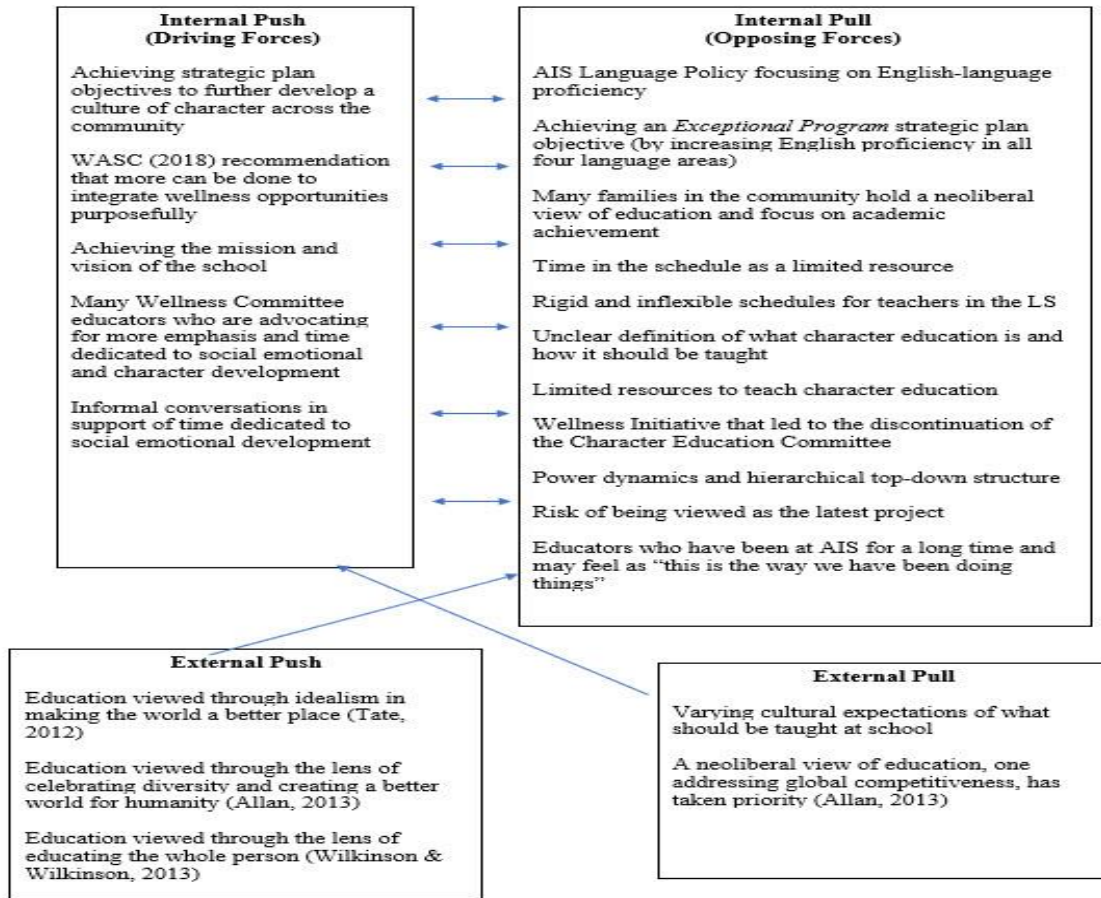 Internal Push
(Driving Forces)
Achieving strategic plan
objectives to further develop a
culture of character across the
community
WASC (2018) recommendation
that more can be done to
integrate wellness opportunities
purposefully
Achieving the mission and
vision of the school
Many Wellness Committee
educators who are advocating
for more emphasis and time
dedicated to social emotional
and character development
Informal conversations in
support of time dedicated to
social emotional development
Internal Pull
(Opposing Forces)
AIS Language Policy focusing on English-language
proficiency
Achieving an Exceptional Program strategic plan
objective (by increasing English proficiency in all
four language areas)
Many families in the community hold a neoliberal
view of education and focus on academic
achievement
Time in the schedule as a limited resource
Rigid and inflexible schedules for teachers in the LS
Unclear definition of what character education is and
how it should be taught
Limited resources to teach character education
Wellness Initiative that led to the discontinuation of
the Character Education Committee
Power dynamics and hierarchical top-down structure
Risk of being viewed as the latest project
Educators who have been at AIS for a long time and
may feel as “this is the way we have been doing
things”
External Push
Education viewed through idealism in
making the world a better place (Tate,
2012)
Education viewed through the lens of
celebrating diversity and creating a better
world for humanity (Allan, 2013)
Education viewed through the lens of
educating the whole person (Wilkinson &
Wilkinson, 2013)
External Pull
Varying cultural expectations of what
should be taught at school
A neoliberal view of education, one
addressing global competitiveness, has
taken priority (Allan, 2013)